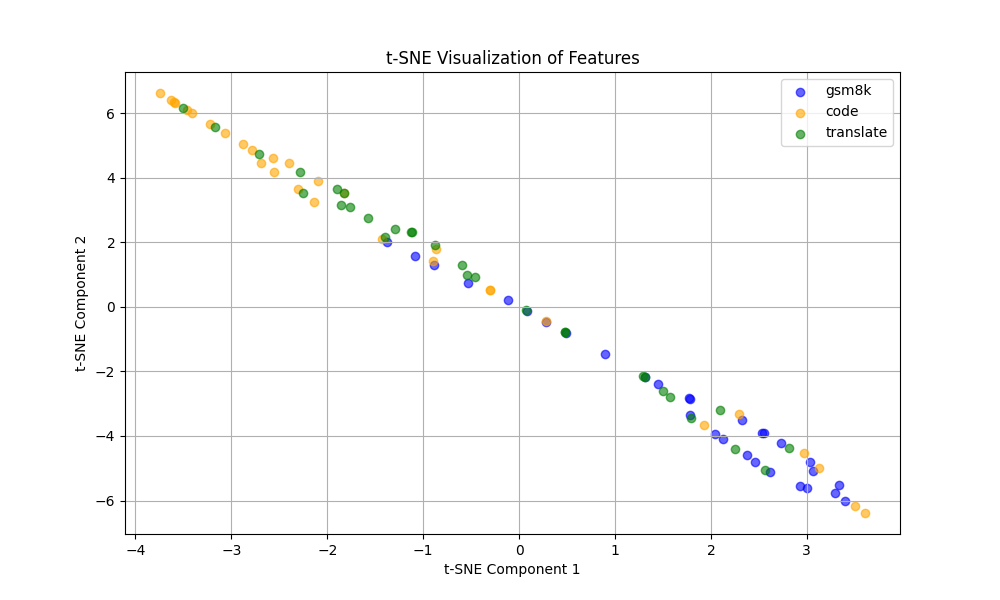 t-SNE Visualization of Features
gsm8k
code
translate
6
4
2
0
−2
−4
−6
t-SNE Component 2
−4 −3 −2 −1 0 1 2 3
t-SNE Component 1